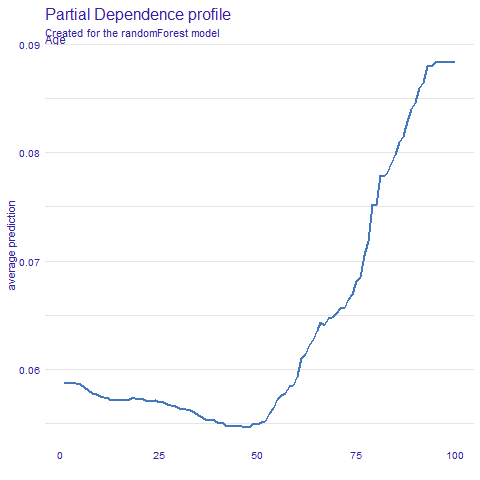 Partial Dependence profile
Created for the randomForest model
Age
0.09
0.08
0.07
0.06
average prediction
0
25
50
75
100